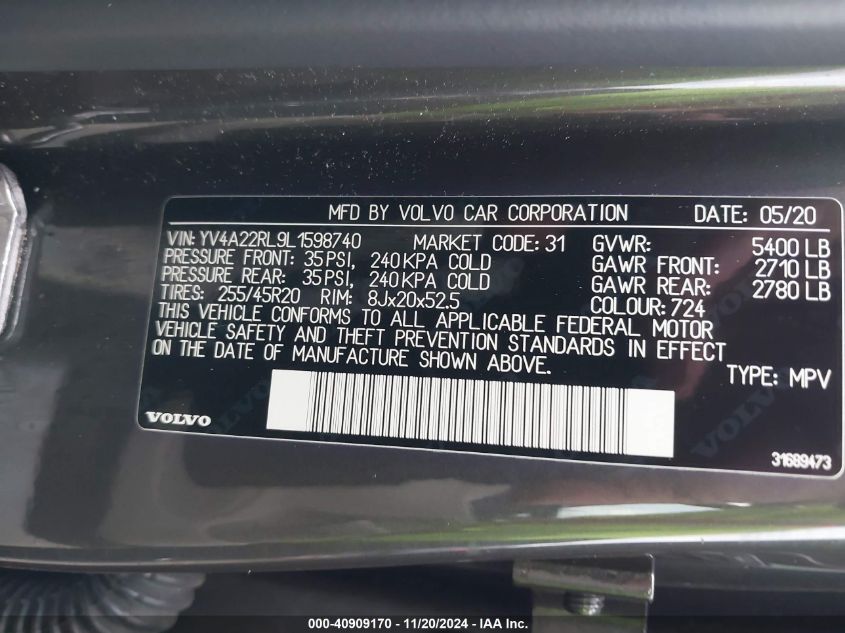 MFD BY VOLVO CAR CORPORATION DATE: 05/20
VIN: YV4A22RL9L1598740 MARKET CODE: 31 GVWR: 5400 LB
PRESSURE FRONT: 35 PSI, 240 KPA COLD GAWR FRONT: 2710 LB
PRESSURE REAR: 35 PSI, 240 KPA COLD GAWR REAR: 2780 LB
TIRES: 255/45R20 RIM: 8Jx20x52.5 COLOUR: 724
THIS VEHICLE CONFORMS TO ALL APPLICABLE FEDERAL MOTOR
VEHICLE SAFETY AND THEFT PREVENTION STANDARDS IN EFFECT
ON THE DATE OF MANUFACTURE SHOWN ABOVE.
TYPE: MPV
VOLVO
31689473
000-40909170 - 11/20/2024 - IAA Inc.